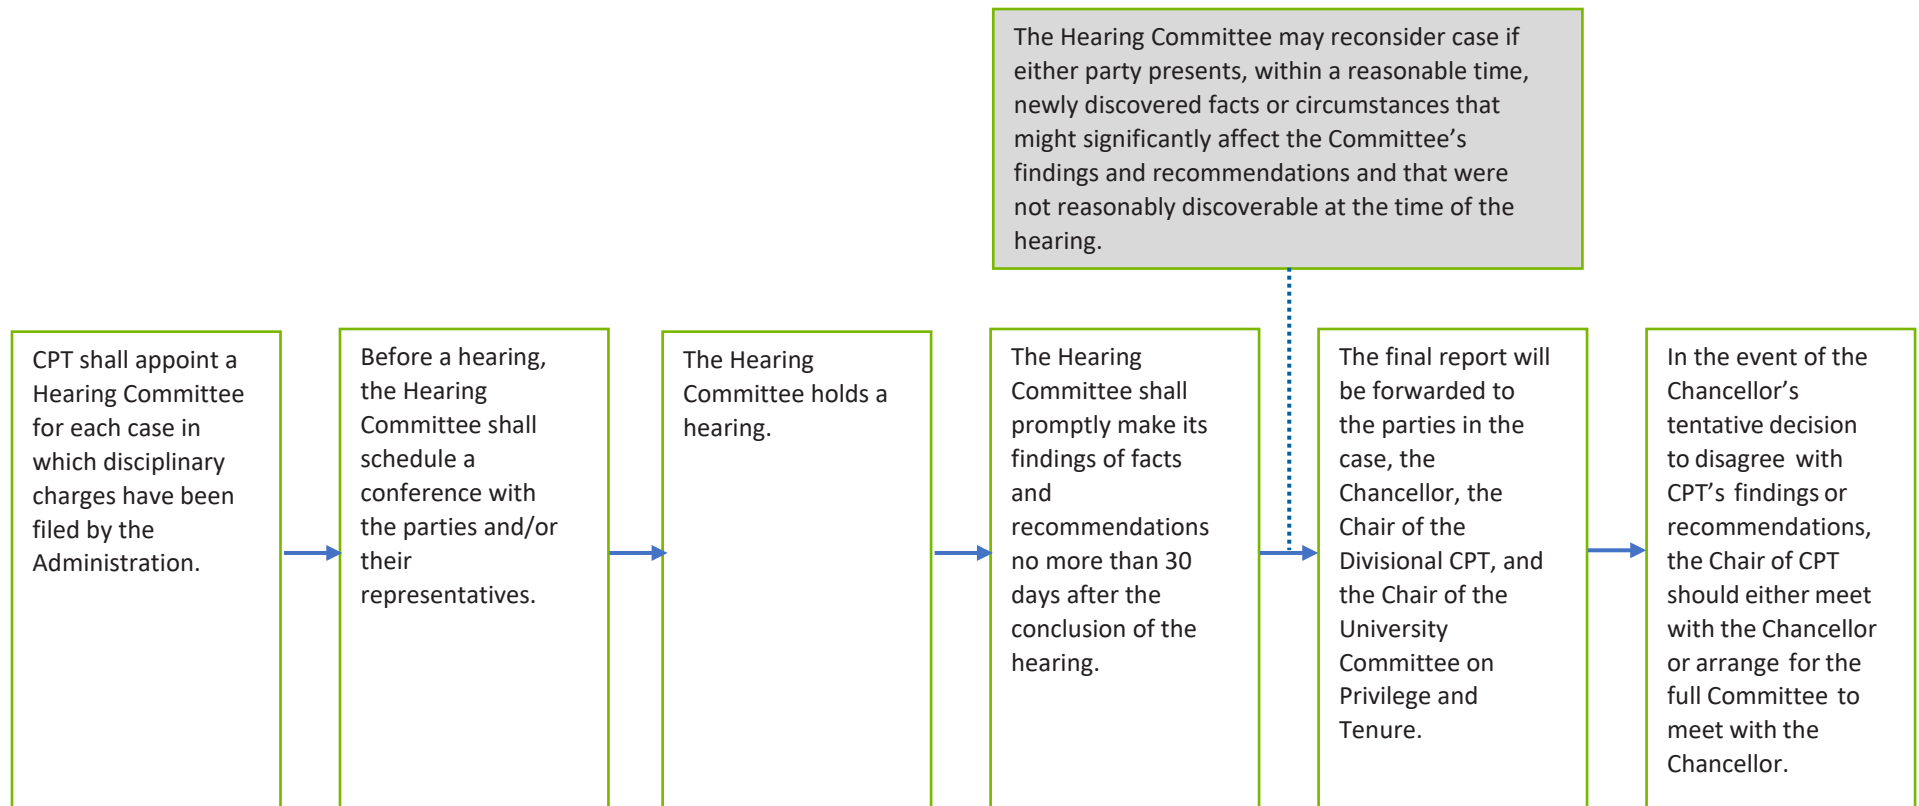 The Hearing Committee may reconsider case if
either party presents, within a reasonable time,
newly discovered facts or circumstances that
might significantly affect the Committee’s
findings and recommendations and that were
not reasonably discoverable at the time of the
hearing.
CPT shall appoint a
Hearing Committee
for each case in
which disciplinary
charges have been
filed by the
Administration.
Before a hearing,
the Hearing
Committee shall
schedule a
conference with
the parties and/or
their
representatives.
The Hearing
Committee holds a
hearing.
The Hearing
Committee shall
promptly make its
findings of facts
and
recommendations
no more than 30
days after the
conclusion of the
hearing.
The final report will
be forwarded to
the parties in the
case, the
Chancellor, the
Chair of the
Divisional CPT, and
the Chair of the
University
Committee on
Privilege and
Tenure.
In the event of the
Chancellor’s
tentative decision
to disagree with
CPT’s findings or
recommendations,
the Chair of CPT
should either meet
with the Chancellor
or arrange for the
full Committee to
meet with the
Chancellor.